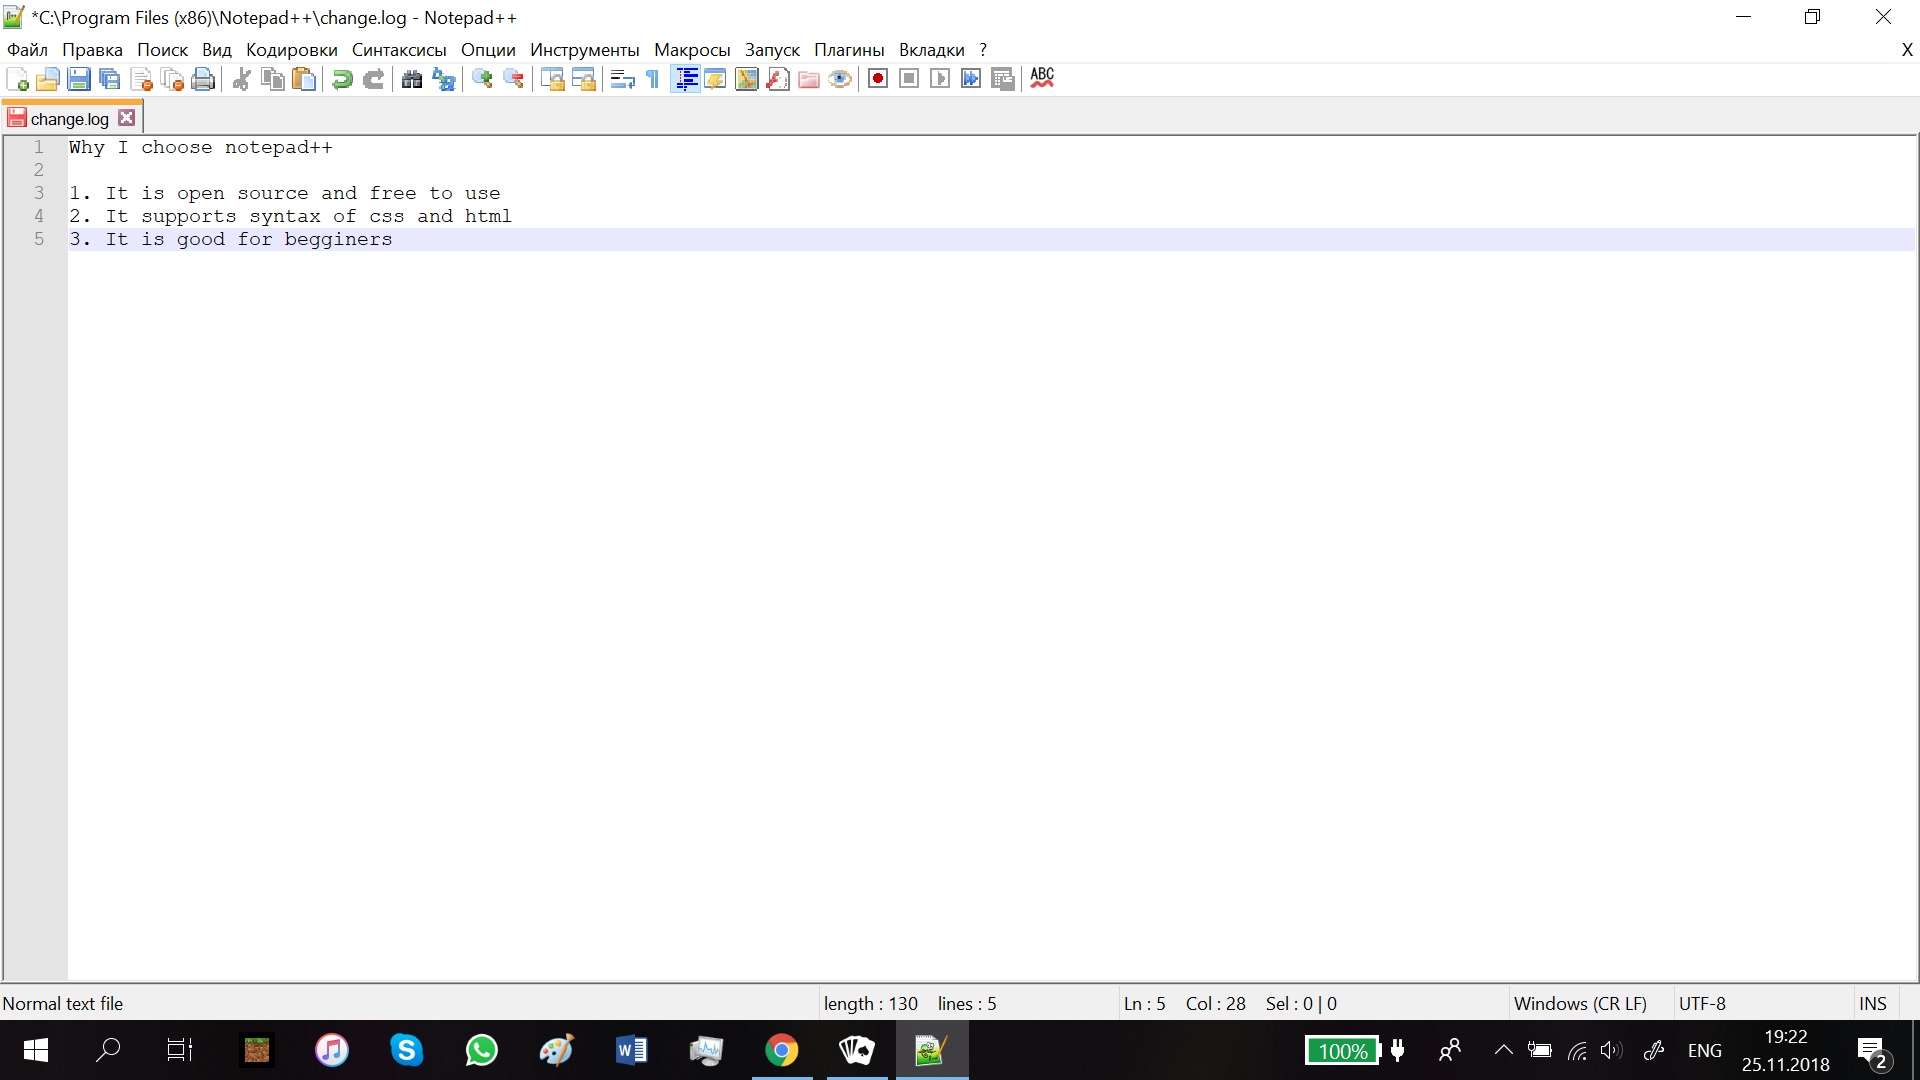 *C:\Program Files (x86)\Notepad++\change.log - Notepad++
Файл Правка Поиск Вид Кодировки Синтаксисы Опции Инструменты Макросы Запуск Плагины Вкладки ? X
ABC
change.log
1 Why I choose notepad++
2
3 1. It is open source and free to use
4 2. It supports syntax of css and html
5 3. It is good for begginers
Normal text file length : 130 lines : 5 Ln : 5 Col : 28 Sel : 0 | 0 Windows (CR LF) UTF-8 INS
100% ENG 19:22
25.11.2018 2